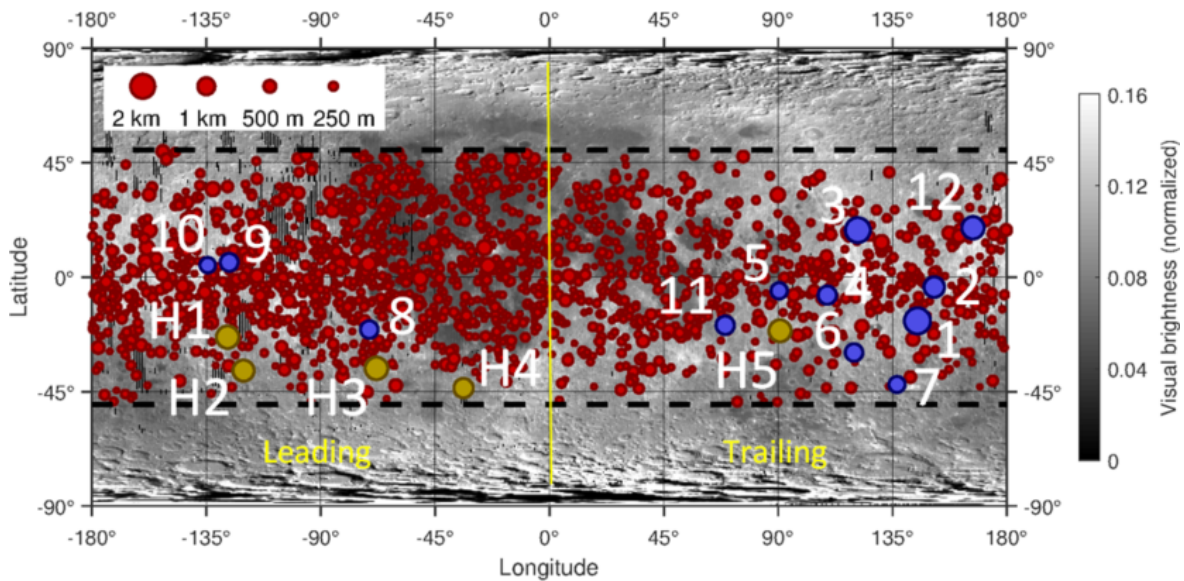 -180° -135° -90° -45° 0° 45° 90° 135° 180°
90° 90°
2 km 1 km 500 m 250 m
45° 45°
0° 0°
-45° -45°
-90° -90°
-180° -135° -90° -45° 0° 45° 90° 135° 180°
Latitude
Longitude
10
9
H1
H2
8
H3
H4
3
12
5
4
2
11
6
1
H5
7
Leading Trailing
0.16
0.12
0.08
0.04
0
Visual brightness (normalized)